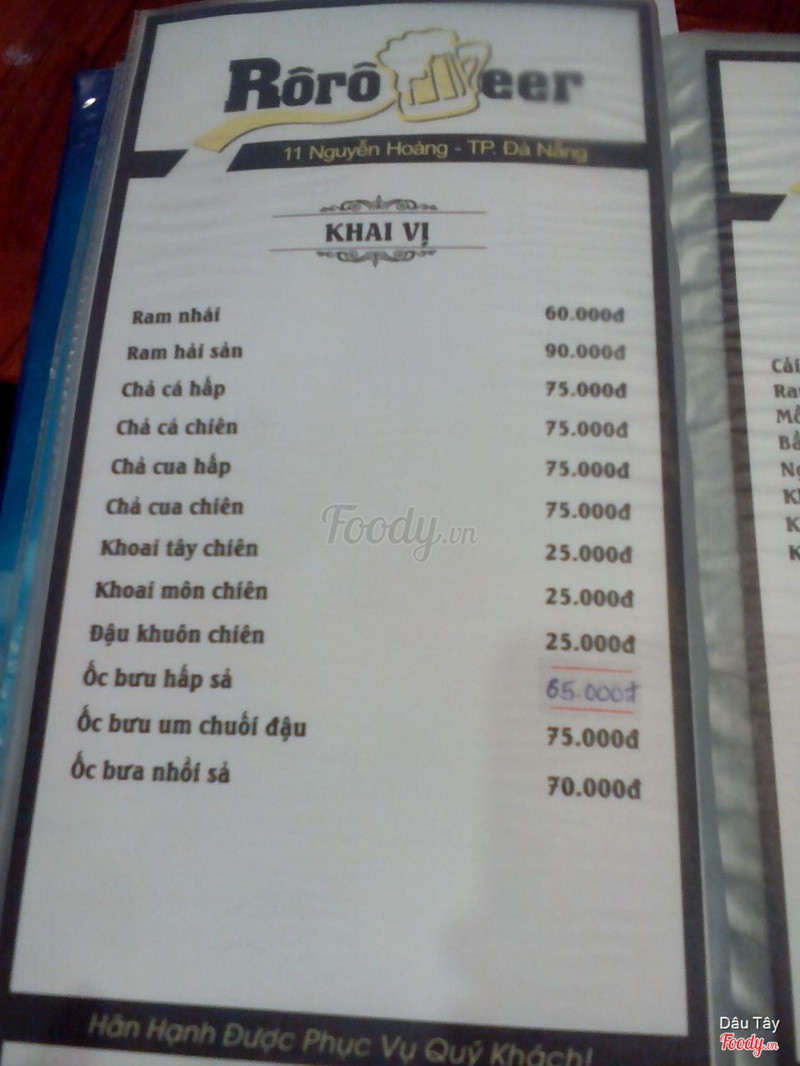 Rôrô Beer
11 Nguyễn Hoàng - TP. Đà Nẵng
KHAI VỊ
Ram nhái 60.000đ
Ram hải sản 90.000đ
Chả cá hấp 75.000đ
Chả cá chiên 75.000đ
Chả cua hấp 75.000đ
Chả cua chiên 75.000đ
Khoai tây chiên 25.000đ
Khoai môn chiên 25.000đ
Đậu khuôn chiên 25.000đ
Ốc bưu hấp sả 65.000đ
Ốc bưu um chuối đậu 75.000đ
Ốc bưa nhồi sả 70.000đ
Hân Hạnh Được Phục Vụ Quý Khách!
Cải
Foody.vn
Dâu Tây
Foody.vn